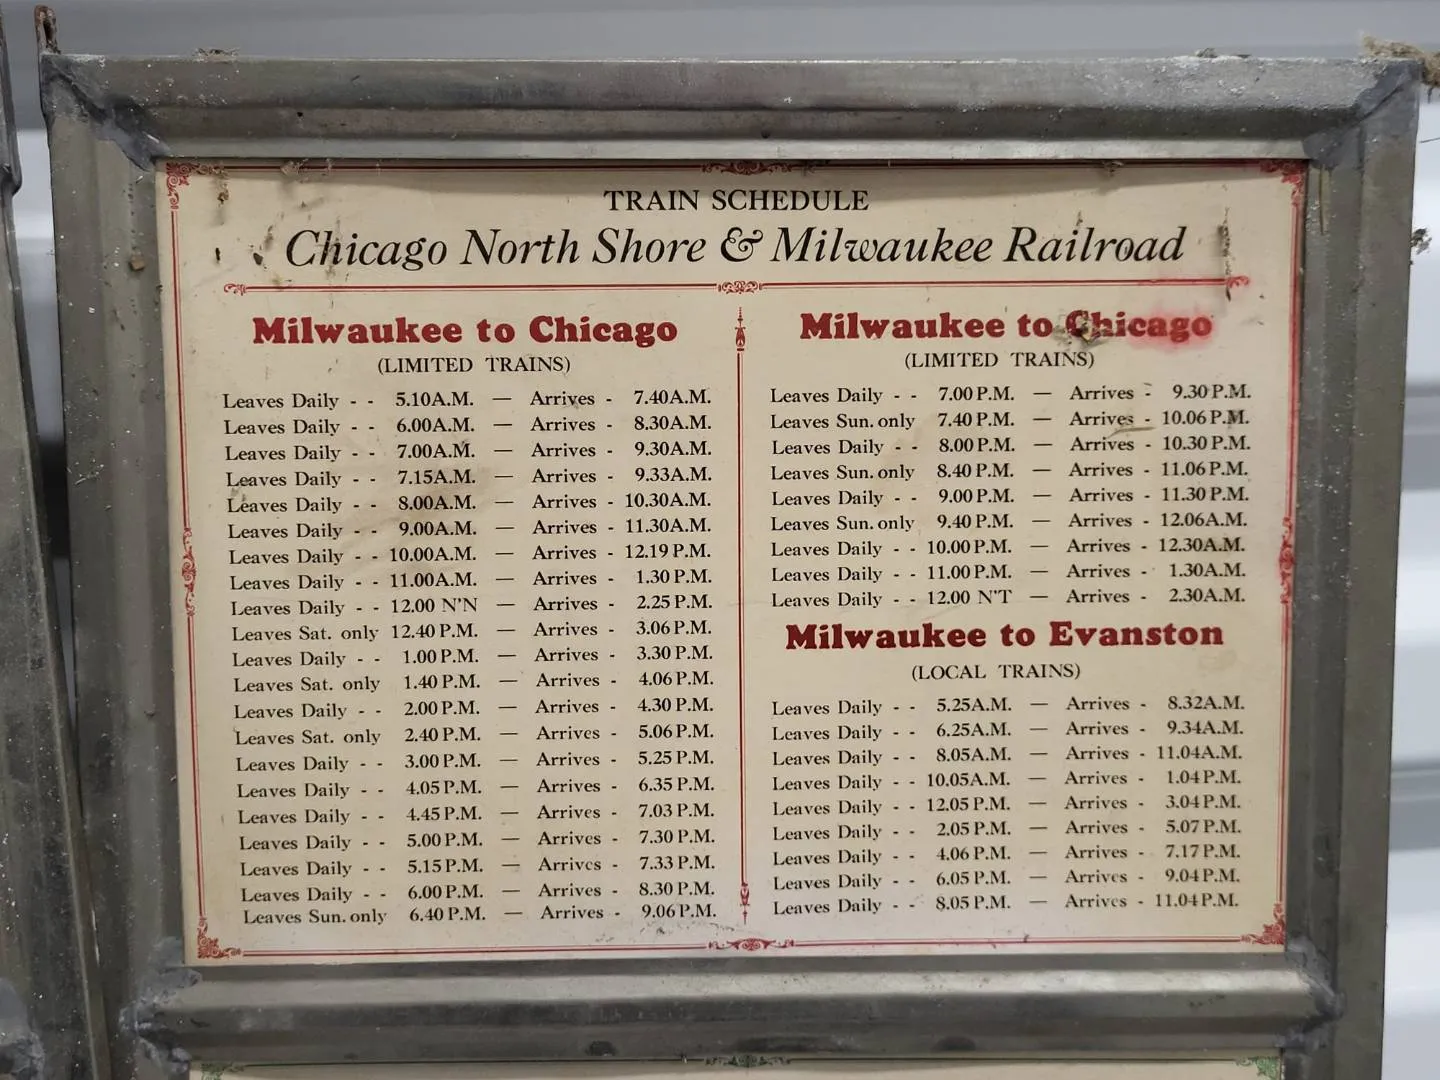 TRAIN SCHEDULE
Chicago North Shore & Milwaukee Railroad
Milwaukee to Chicago
(LIMITED TRAINS)
Leaves Daily - - 5.10A.M. — Arrives - 7.40A.M.
Leaves Daily - - 6.00A.M. — Arrives - 8.30A.M.
Leaves Daily - - 7.00A.M. — Arrives - 9.30A.M.
Leaves Daily - - 7.15A.M. — Arrives - 9.33A.M.
Leaves Daily - - 8.00A.M. — Arrives - 10.30A.M.
Leaves Daily - - 9.00A.M. — Arrives - 11.30A.M.
Leaves Daily - - 10.00A.M. — Arrives - 12.19 P.M.
Leaves Daily - - 11.00A.M. — Arrives - 1.30 P.M.
Leaves Daily - - 12.00 N'N — Arrives - 2.25 P.M.
Leaves Sat. only 12.40 P.M. — Arrives - 3.06 P.M.
Leaves Daily - - 1.00 P.M. — Arrives - 3.30 P.M.
Leaves Sat. only 1.40 P.M. — Arrives - 4.06 P.M.
Leaves Daily - - 2.00 P.M. — Arrives - 4.30 P.M.
Leaves Sat. only 2.40 P.M. — Arrives - 5.06 P.M.
Leaves Daily - - 3.00 P.M. — Arrives - 5.25 P.M.
Leaves Daily - - 4.05 P.M. — Arrives - 6.35 P.M.
Leaves Daily - - 4.45 P.M. — Arrives - 7.03 P.M.
Leaves Daily - - 5.00 P.M. — Arrives - 7.30 P.M.
Leaves Daily - - 5.15 P.M. — Arrives - 7.33 P.M.
Leaves Daily - - 6.00 P.M. — Arrives - 8.30 P.M.
Leaves Sun. only 6.40 P.M. — Arrives - 9.06 P.M.
Milwaukee to Chicago
(LIMITED TRAINS)
Leaves Daily - - 7.00 P.M. — Arrives - 9.30 P.M.
Leaves Sun. only 7.40 P.M. — Arrives - 10.06 P.M.
Leaves Daily - - 8.00 P.M. — Arrives - 10.30 P.M.
Leaves Sun. only 8.40 P.M. — Arrives - 11.06 P.M.
Leaves Daily - - 9.00 P.M. — Arrives - 11.30 P.M.
Leaves Sun. only 9.40 P.M. — Arrives - 12.06A.M.
Leaves Daily - - 10.00 P.M. — Arrives - 12.30A.M.
Leaves Daily - - 11.00 P.M. — Arrives - 1.30A.M.
Leaves Daily - - 12.00 N'T — Arrives - 2.30A.M.
Milwaukee to Evanston
(LOCAL TRAINS)
Leaves Daily - - 5.25A.M. — Arrives - 8.32A.M.
Leaves Daily - - 6.25A.M. — Arrives - 9.34A.M.
Leaves Daily - - 8.05A.M. — Arrives - 11.04A.M.
Leaves Daily - - 10.05A.M. — Arrives - 1.04 P.M.
Leaves Daily - - 12.05 P.M. — Arrives - 3.04 P.M.
Leaves Daily - - 2.05 P.M. — Arrives - 5.07 P.M.
Leaves Daily - - 4.06 P.M. — Arrives - 7.17 P.M.
Leaves Daily - - 6.05 P.M. — Arrives - 9.04 P.M.
Leaves Daily - - 8.05 P.M. — Arrives - 11.04 P.M.